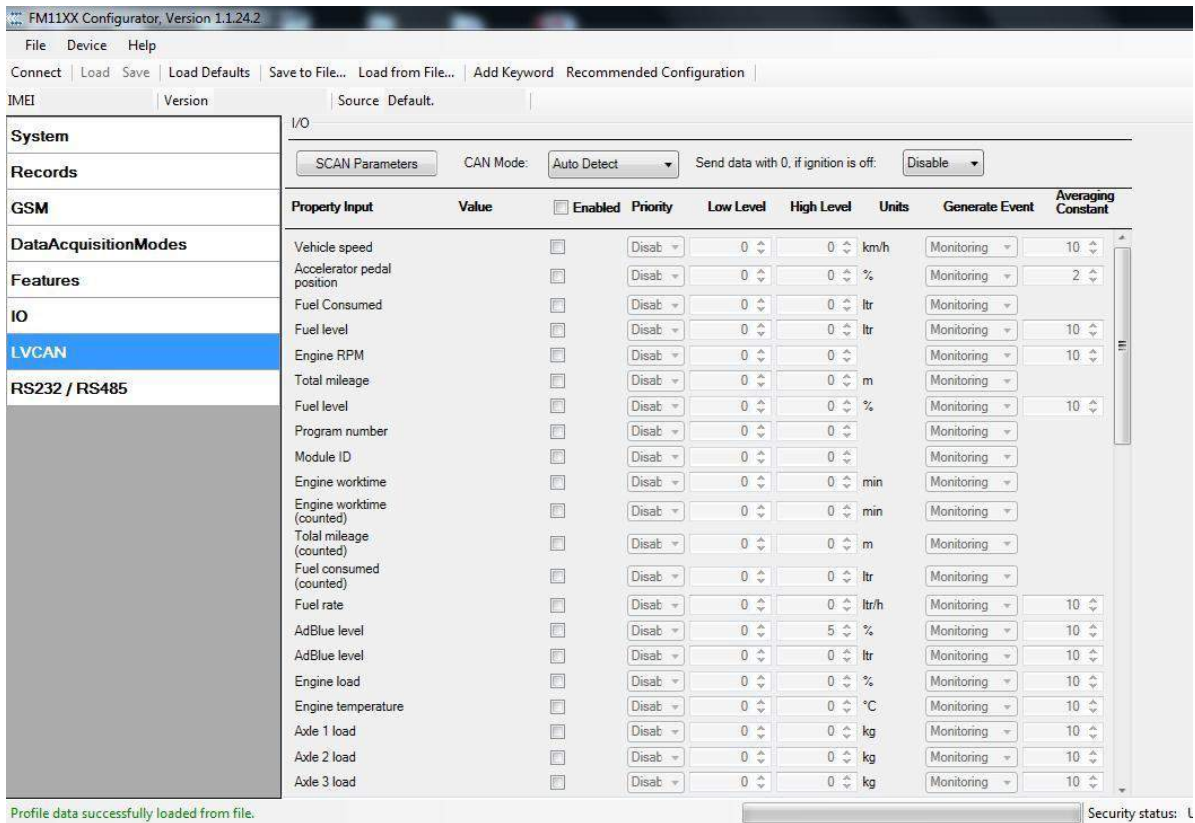 FM11XX Configurator, Version 1.1.24.2
File Device Help
Connect Load Save Load Defaults Save to File... Load from File... Add Keyword Recommended Configuration
IMEI Version Source Default.
System
Records
GSM
DataAcquisitionModes
Features
IO
LVCAN
RS232 / RS485
I/O
SCAN Parameters CAN Mode: Auto Detect Send data with 0, if ignition is off: Disable
Property Input Value Enabled Priority Low Level High Level Units Generate Event Averaging
Constant
Vehicle speed Disab 0 0 km/h Monitoring 10
Accelerator pedal
position Disab 0 0 % Monitoring 2
Fuel Consumed Disab 0 0 ltr Monitoring
Fuel level Disab 0 0 ltr Monitoring 10
Engine RPM Disab 0 0 Monitoring 10
Total mileage Disab 0 0 m Monitoring
Fuel level Disab 0 0 % Monitoring 10
Program number Disab 0 0 Monitoring
Module ID Disab 0 0 Monitoring
Engine worktime Disab 0 0 min Monitoring
Engine worktime
(counted) Disab 0 0 min Monitoring
Tolal mileage
(counted) Disab 0 0 m Monitoring
Fuel consumed
(counted) Disab 0 0 ltr Monitoring
Fuel rate Disab 0 0 ltr/h Monitoring 10
AdBlue level Disab 0 5 % Monitoring 10
AdBlue level Disab 0 0 ltr Monitoring 10
Engine load Disab 0 0 % Monitoring 10
Engine temperature Disab 0 0 °C Monitoring 10
Axle 1 load Disab 0 0 kg Monitoring 10
Axle 2 load Disab 0 0 kg Monitoring 10
Axle 3 load Disab 0 0 kg Monitoring 10
Profile data successfully loaded from file. Security status: U